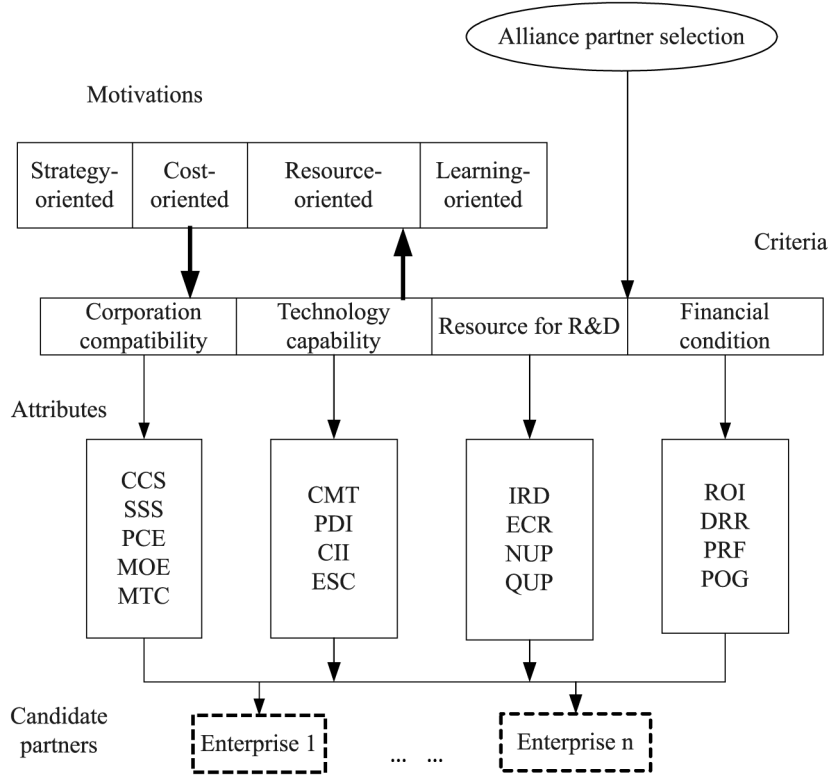 Alliance partner selection
Motivations
Strategy-
oriented
Cost-
oriented
Resource-
oriented
Learning-
oriented
Criteria
Corporation
compatibility
Technology
capability
Resource for R&D
Financial
condition
Attributes
CCS
SSS
PCE
MOE
MTC
CMT
PDI
CII
ESC
IRD
ECR
NUP
QUP
ROI
DRR
PRF
POG
Candidate
partners
Enterprise 1
... ...
Enterprise n